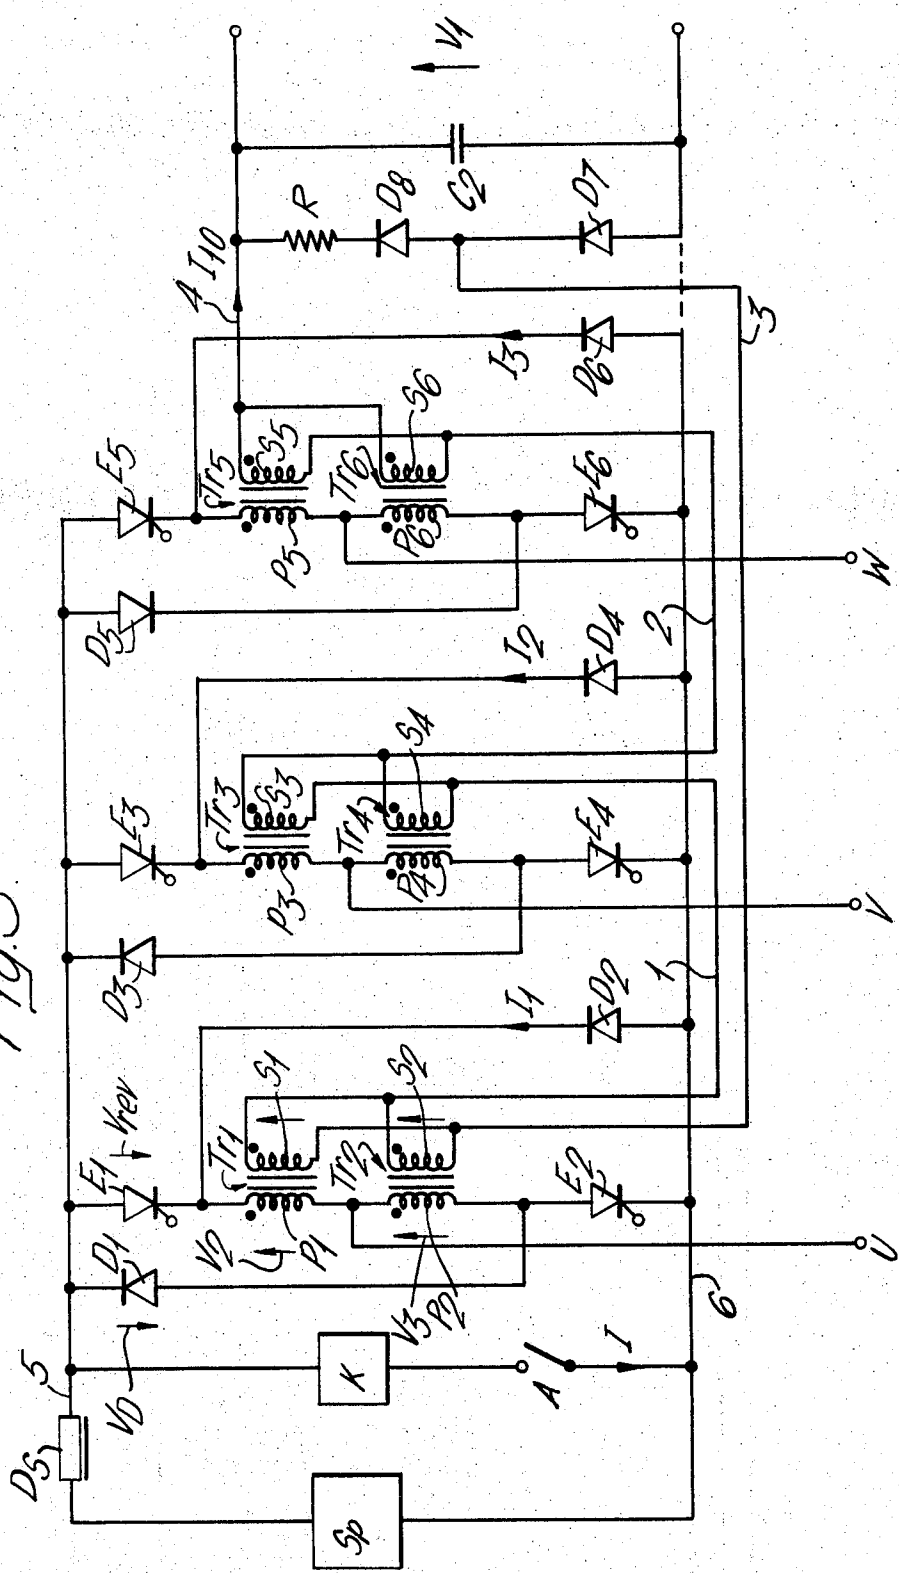 Fig.3
V1
R
D8
C2
D7
I10
4
3
I3
D6
E5
Tr5
S5
P5
Tr6
S6
P6
E6
W
D5
2
I2
D4
E3
Tr3
S3
P3
Tr4
S4
P4
E4
V
D3
1
I1
D2
Vrev
E1
Tr1
S1
P1
V2
Tr2
S2
P2
V3
E2
U
D1
VD
5
DS
K
A
I
6
Sp